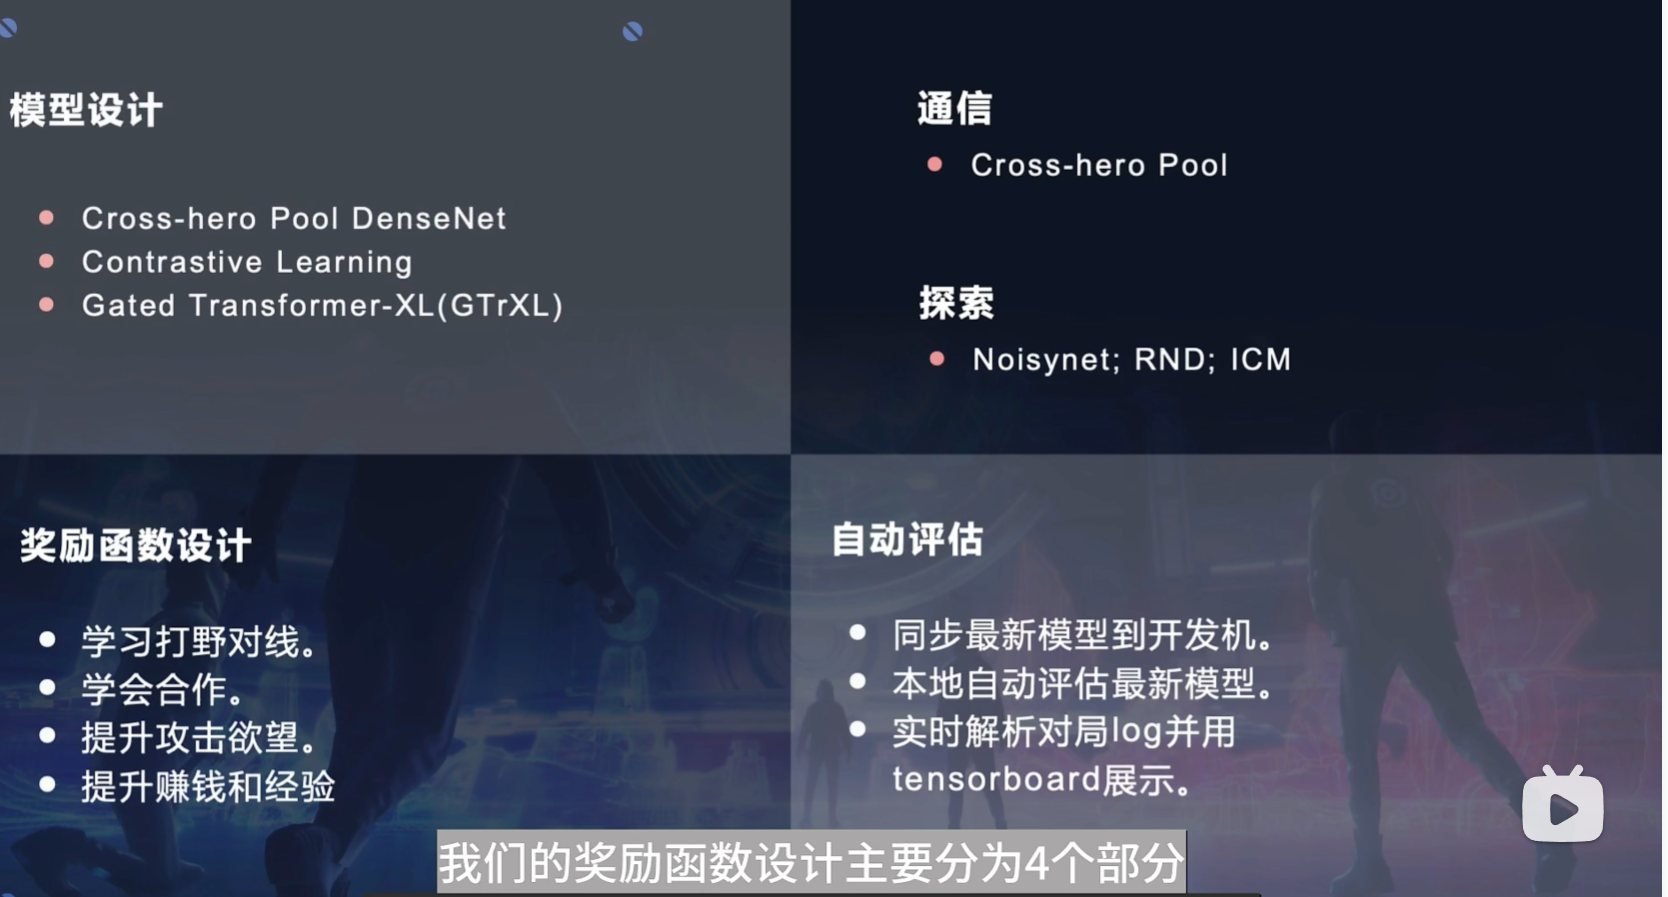 模型设计
Cross-hero Pool DenseNet
Contrastive Learning
Gated Transformer-XL(GTrXL)
通信
Cross-hero Pool
探索
Noisynet; RND; ICM
奖励函数设计
学习打野对线。
学会合作。
提升攻击欲望。
提升赚钱和经验
自动评估
同步最新模型到开发机。
本地自动评估最新模型。
实时解析对局log并用
tensorboard展示。
我们的奖励函数设计主要分为4个部分